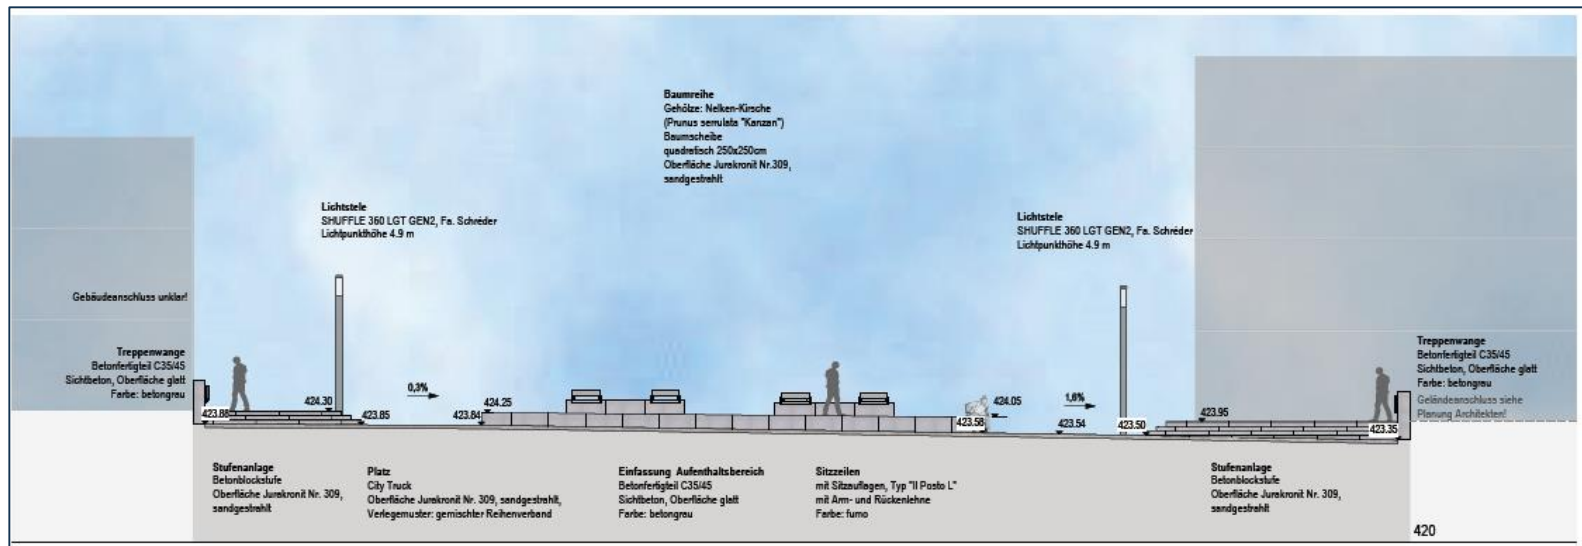 Baumreihe
Gehölze: Nelken-Kirsche
(Prunus serrulata "Kanzan")
Baumscheibe
quadratisch 250x250cm
Oberfläche Jurakronit Nr.309,
sandgestrahlt
Lichtstele
SHUFFLE 360 LGT GEN2, Fa. Schréder
Lichtpunkthöhe 4.9 m
Lichtstele
SHUFFLE 360 LGT GEN2, Fa. Schréder
Lichtpunkthöhe 4.9 m
Gebäudeanschluss unklar!
Treppenwange
Betonfertigteil C35/45
Sichtbeton, Oberfläche glatt
Farbe: betongrau
Treppenwange
Betonfertigteil C35/45
Sichtbeton, Oberfläche glatt
Farbe: betongrau
Geländeanschluss siehe
Planung Architekten!
423.88
424.30
423.85
0,3%
423.84
424.25
423.58
424.05
1,6%
423.54
423.50
423.95
423.35
Stufenanlage
Betonblockstufe
Oberfläche Jurakronit Nr. 309,
sandgestrahlt
Platz
City Truck
Oberfläche Jurakronit Nr. 309, sandgestrahlt,
Verlegemuster: gemischter Reihenverband
Einfassung Aufenthaltsbereich
Betonfertigteil C35/45
Sichtbeton, Oberfläche glatt
Farbe: betongrau
Sitzzeilen
mit Sitzauflagen, Typ "Il Posto L"
mit Arm- und Rückenlehne
Farbe: fumo
Stufenanlage
Betonblockstufe
Oberfläche Jurakronit Nr. 309,
sandgestrahlt
420